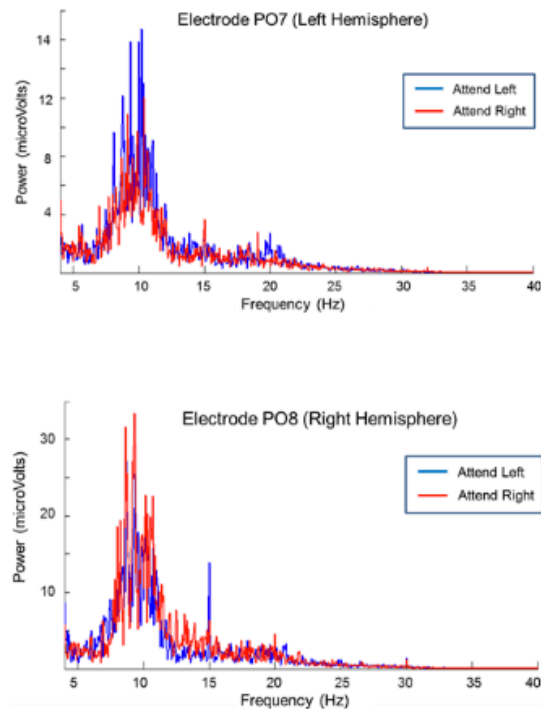 Electrode PO7 (Left Hemisphere)
14
12
8
4
Power (microVolts)
Attend Left
Attend Right
5 10 15 20 25 30 35 40
Frequency (Hz)
Electrode PO8 (Right Hemisphere)
30
20
10
Power (microVolts)
Attend Left
Attend Right
5 10 15 20 25 30 35 40
Frequency (Hz)